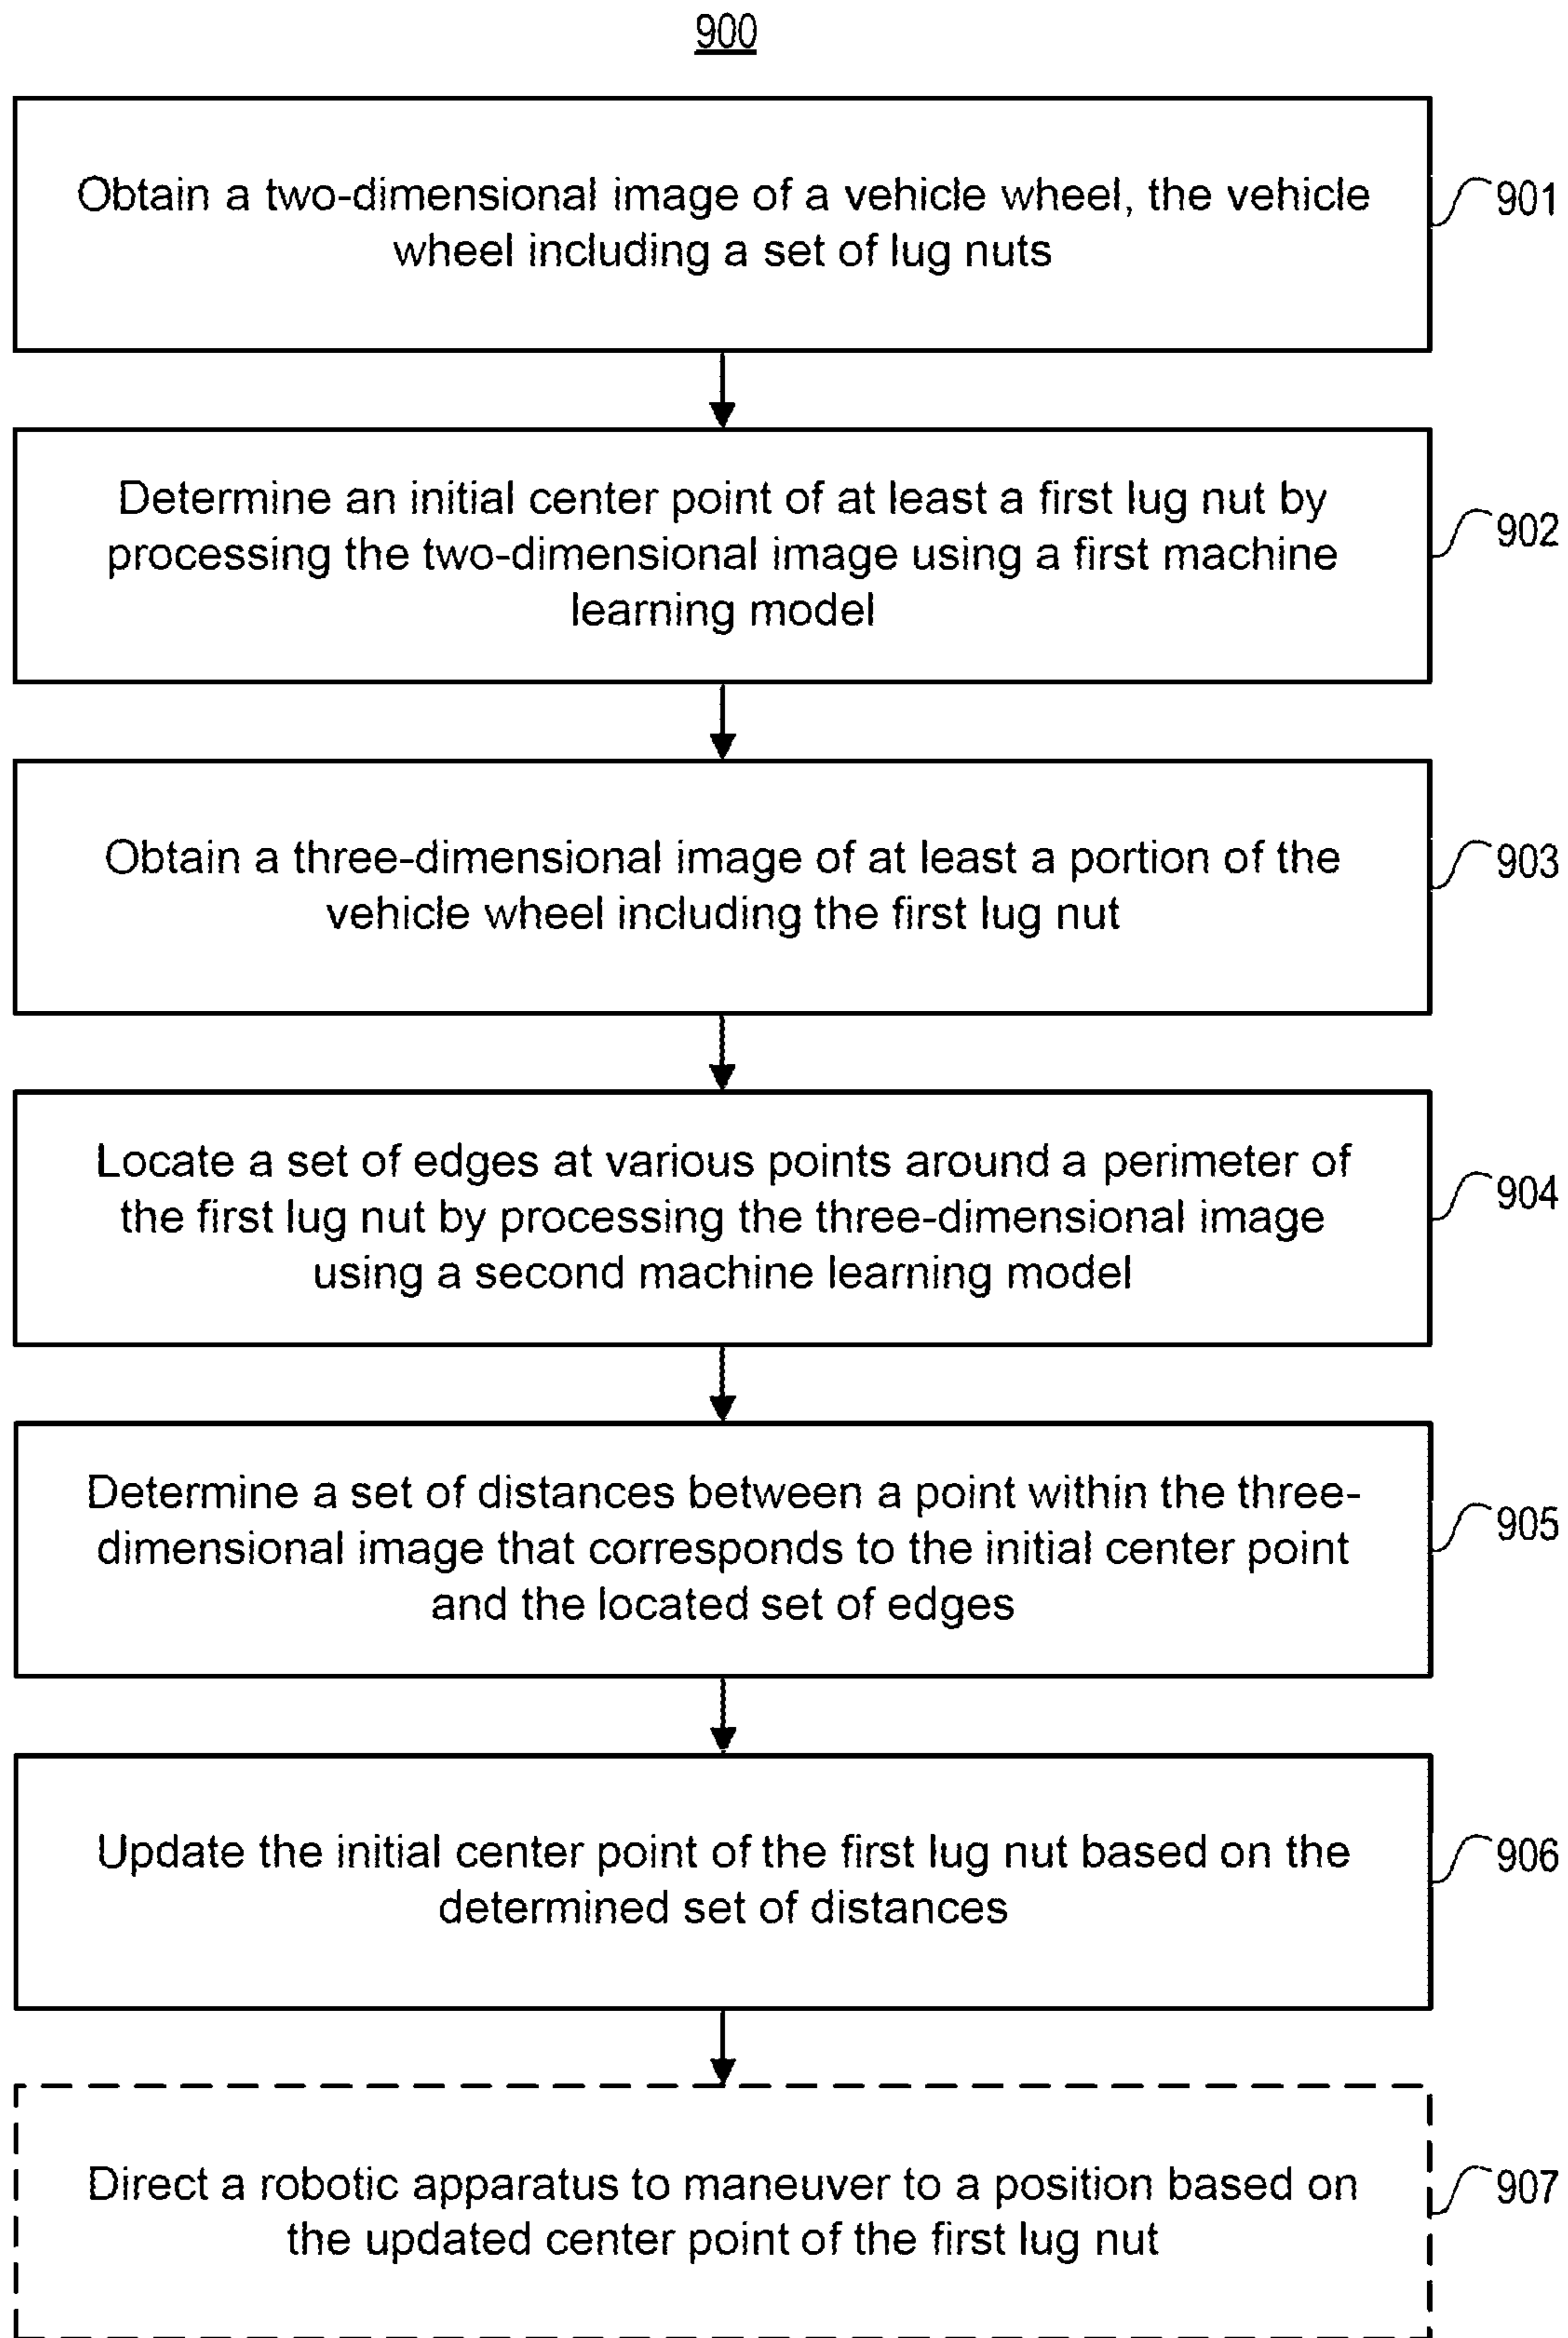 900
Obtain a two-dimensional image of a vehicle wheel, the vehicle
wheel including a set of lug nuts
901
Determine an initial center point of at least a first lug nut by
processing the two-dimensional image using a first machine
learning model
902
Obtain a three-dimensional image of at least a portion of the
vehicle wheel including the first lug nut
903
Locate a set of edges at various points around a perimeter of
the first lug nut by processing the three-dimensional image
using a second machine learning model
904
Determine a set of distances between a point within the three-
dimensional image that corresponds to the initial center point
and the located set of edges
905
Update the initial center point of the first lug nut based on the
determined set of distances
906
Direct a robotic apparatus to maneuver to a position based on
the updated center point of the first lug nut
907